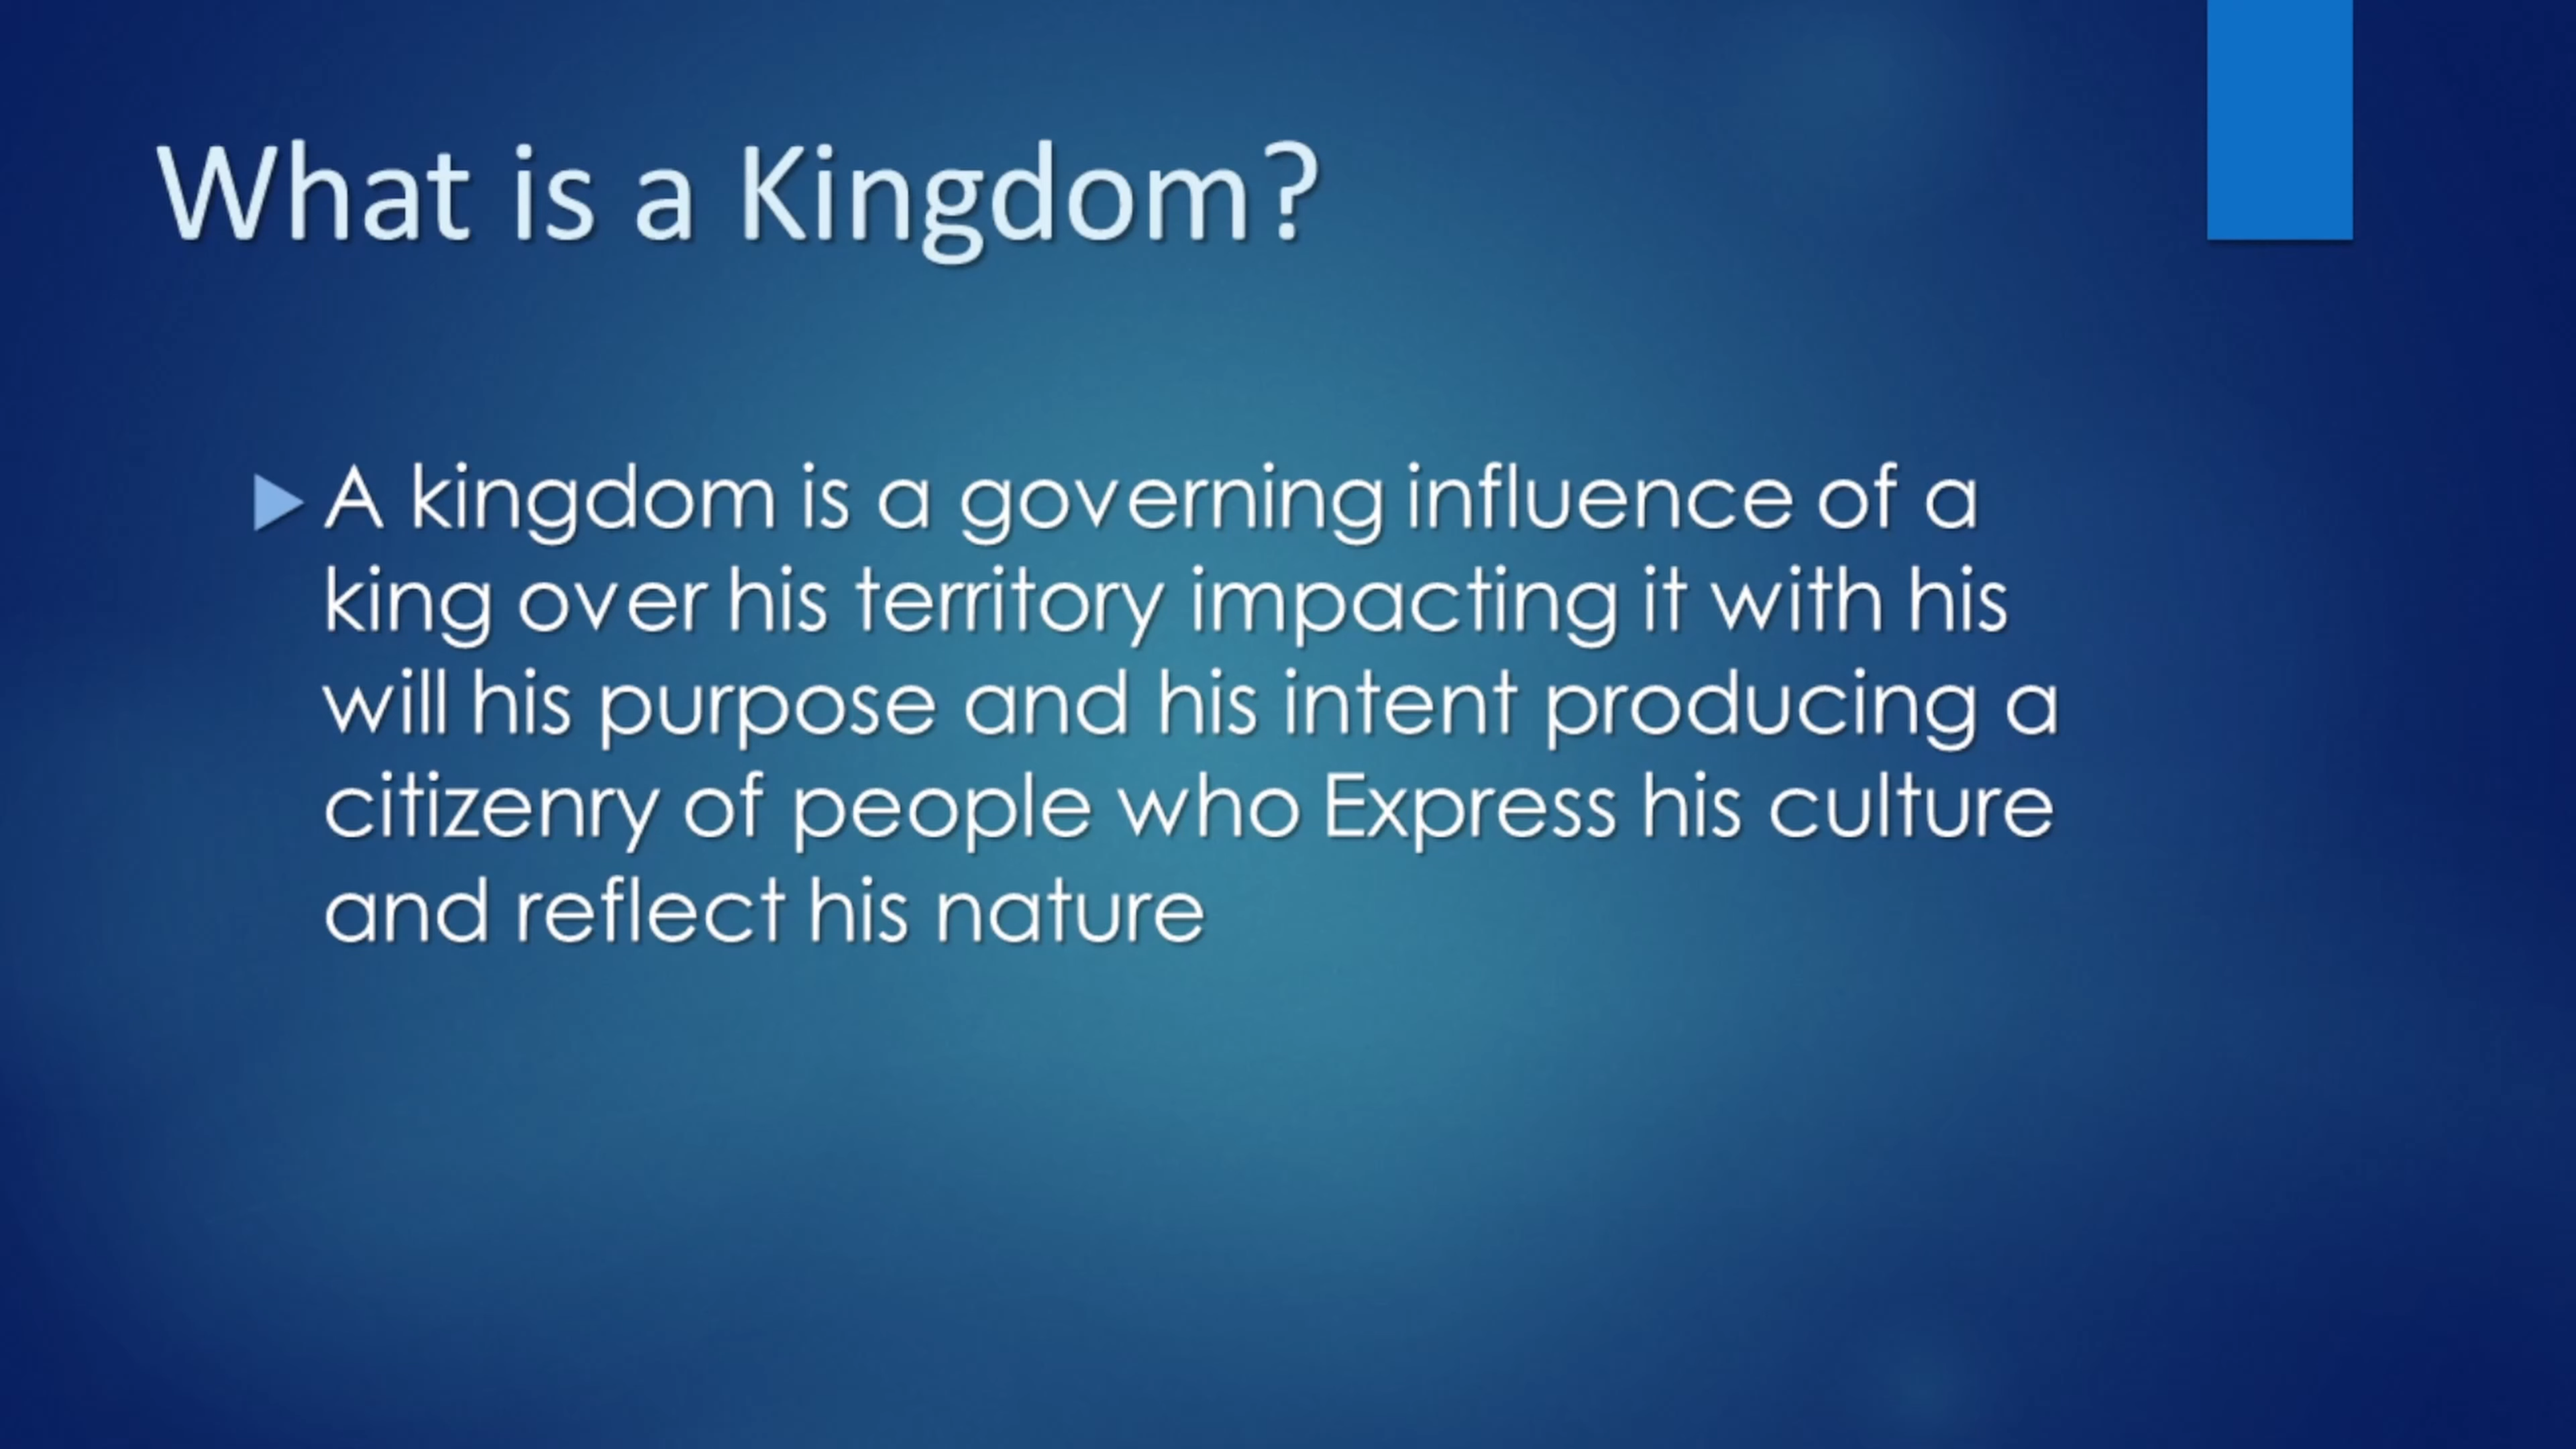 What is a Kingdom?
A kingdom is a governing influence of a
king over his territory impacting it with his
will his purpose and his intent producing a
citizenry of people who Express his culture
and reflect his nature